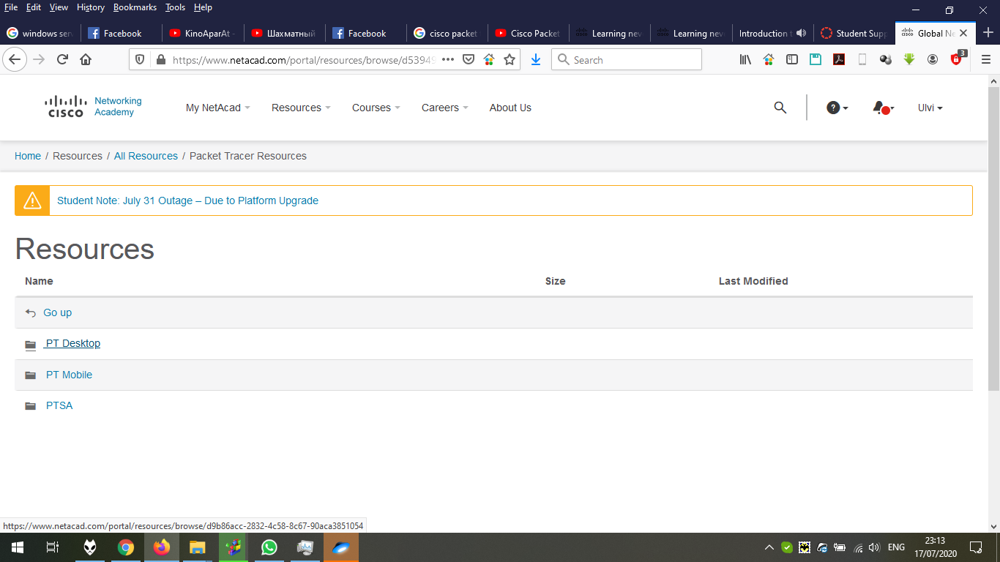 File Edit View History Bookmarks Tools Help
windows serv Facebook KinoAparAt - Шахматный Facebook cisco packet Cisco Packet Learning nev Learning nev Introduction t Student Supp Global Ne
https://www.netacad.com/portal/resources/browse/d53949 Search 3
CISCO Networking Academy
My NetAcad Resources Courses Careers About Us ? Ulvi
Home / Resources / All Resources / Packet Tracer Resources
Student Note: July 31 Outage – Due to Platform Upgrade
Resources
Name Size Last Modified
Go up
PT Desktop
PT Mobile
PTSA
https://www.netacad.com/portal/resources/browse/d9b86acc-2832-4c58-8c67-90aca3851054
ENG 23:13
17/07/2020